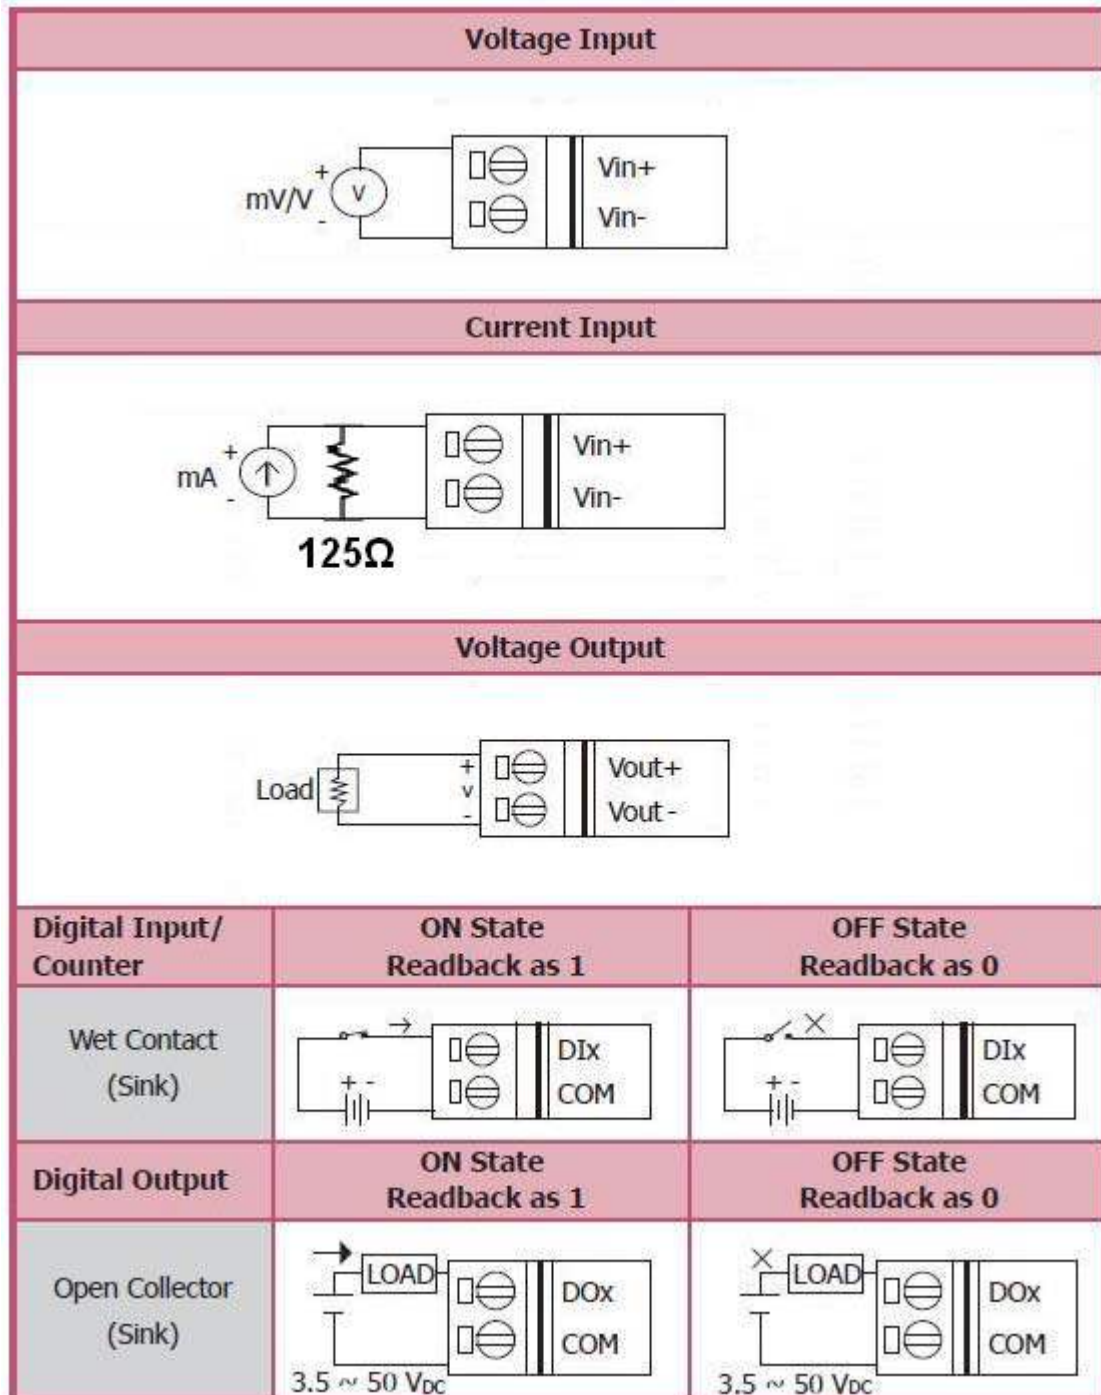 Voltage Input
mV/V
+
-
V
Vin+
Vin-
Current Input
mA
+
-
125Ω
Vin+
Vin-
Voltage Output
Load
+
v
-
Vout+
Vout -
Digital Input/
Counter
ON State
Readback as 1
OFF State
Readback as 0
Wet Contact
(Sink)
+ -
DIx
COM
+ -
DIx
COM
Digital Output
ON State
Readback as 1
OFF State
Readback as 0
Open Collector
(Sink)
LOAD
DOx
COM
3.5 ~ 50 VDC
LOAD
DOx
COM
3.5 ~ 50 VDC